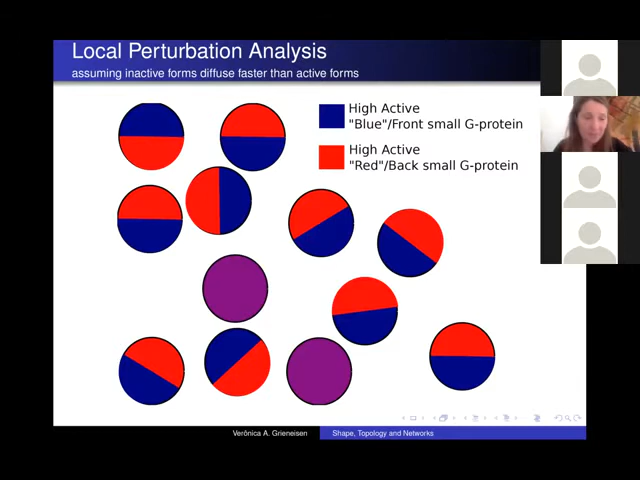 Local Perturbation Analysis
assuming inactive forms diffuse faster than active forms
High Active
"Blue"/Front small G-protein
High Active
"Red"/Back small G-protein
Verônica A. Grieneisen
Shape, Topology and Networks